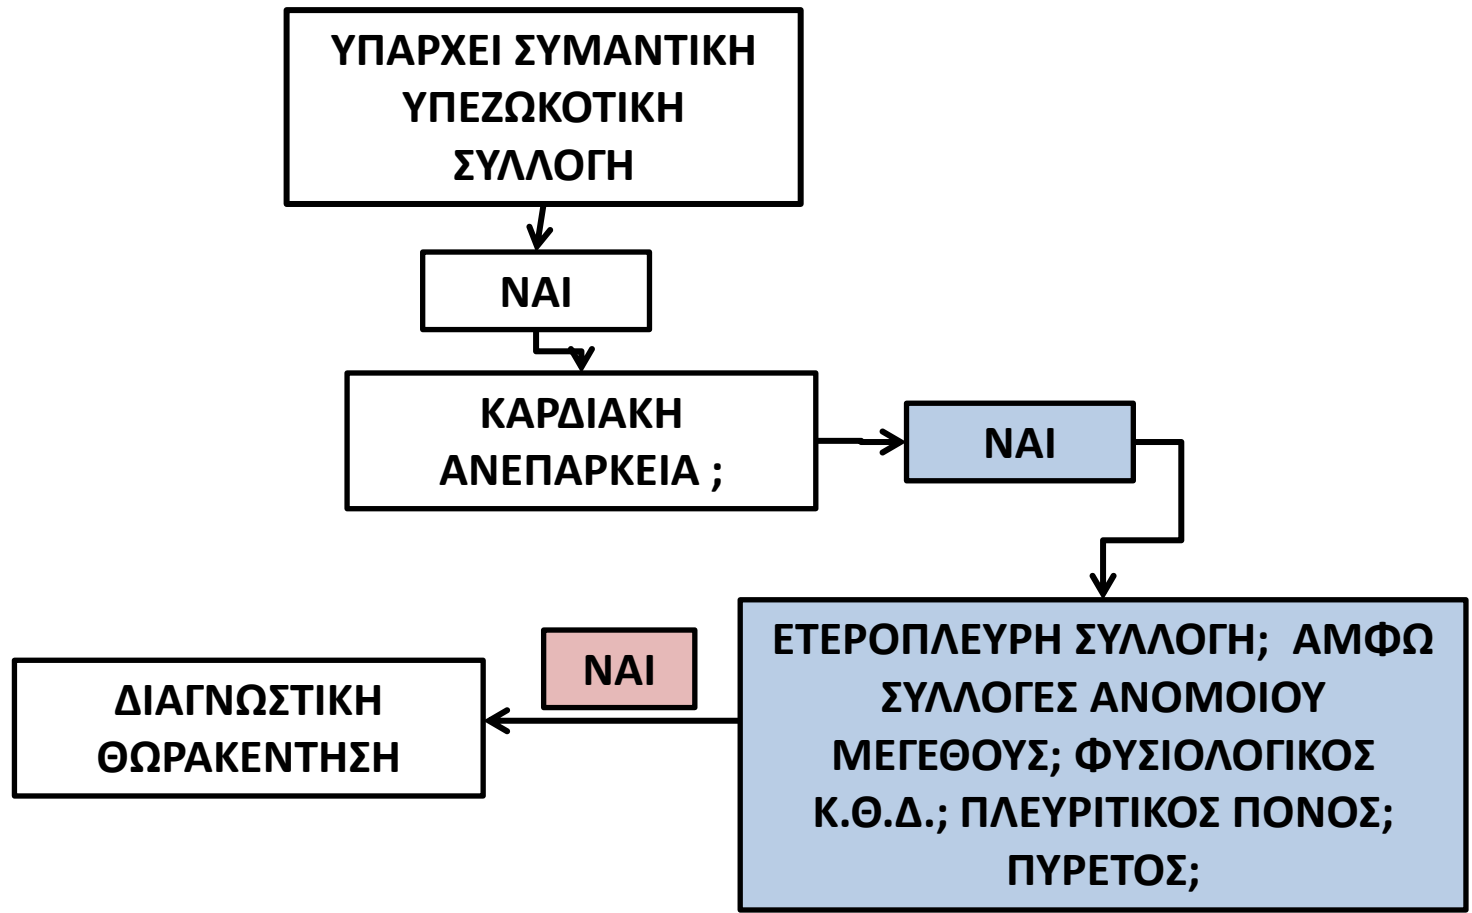 ΥΠΑΡΧΕΙ ΣΥΜΑΝΤΙΚΗ
ΥΠΕΖΩΚΟΤΙΚΗ
ΣΥΛΛΟΓΗ
ΝΑΙ
ΚΑΡΔΙΑΚΗ
ΑΝΕΠΑΡΚΕΙΑ ;
ΝΑΙ
ΕΤΕΡΟΠΛΕΥΡΗ ΣΥΛΛΟΓΗ;  ΑΜΦΩ
ΣΥΛΛΟΓΕΣ ΑΝΟΜΟΙΟΥ
ΜΕΓΕΘΟΥΣ; ΦΥΣΙΟΛΟΓΙΚΟΣ
Κ.Θ.Δ.; ΠΛΕΥΡΙΤΙΚΟΣ ΠΟΝΟΣ;
ΠΥΡΕΤΟΣ;
ΝΑΙ
ΔΙΑΓΝΩΣΤΙΚΗ
ΘΩΡΑΚΕΝΤΗΣΗ